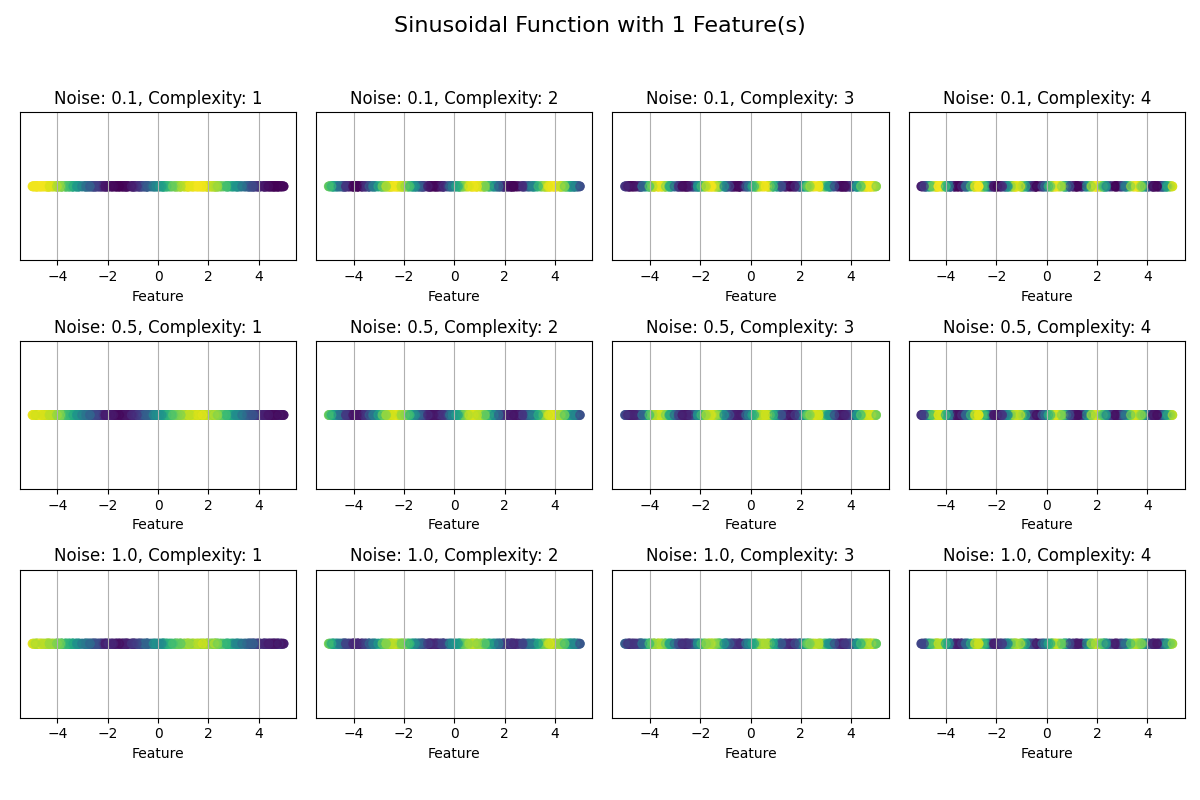 Sinusoidal Function with 1 Feature(s)
Noise: 0.1, Complexity: 1
Noise: 0.1, Complexity: 2
Noise: 0.1, Complexity: 3
Noise: 0.1, Complexity: 4
−4 −2 0 2 4
−4 −2 0 2 4
−4 −2 0 2 4
−4 −2 0 2 4
Feature
Feature
Feature
Feature
Noise: 0.5, Complexity: 1
Noise: 0.5, Complexity: 2
Noise: 0.5, Complexity: 3
Noise: 0.5, Complexity: 4
−4 −2 0 2 4
−4 −2 0 2 4
−4 −2 0 2 4
−4 −2 0 2 4
Feature
Feature
Feature
Feature
Noise: 1.0, Complexity: 1
Noise: 1.0, Complexity: 2
Noise: 1.0, Complexity: 3
Noise: 1.0, Complexity: 4
−4 −2 0 2 4
−4 −2 0 2 4
−4 −2 0 2 4
−4 −2 0 2 4
Feature
Feature
Feature
Feature